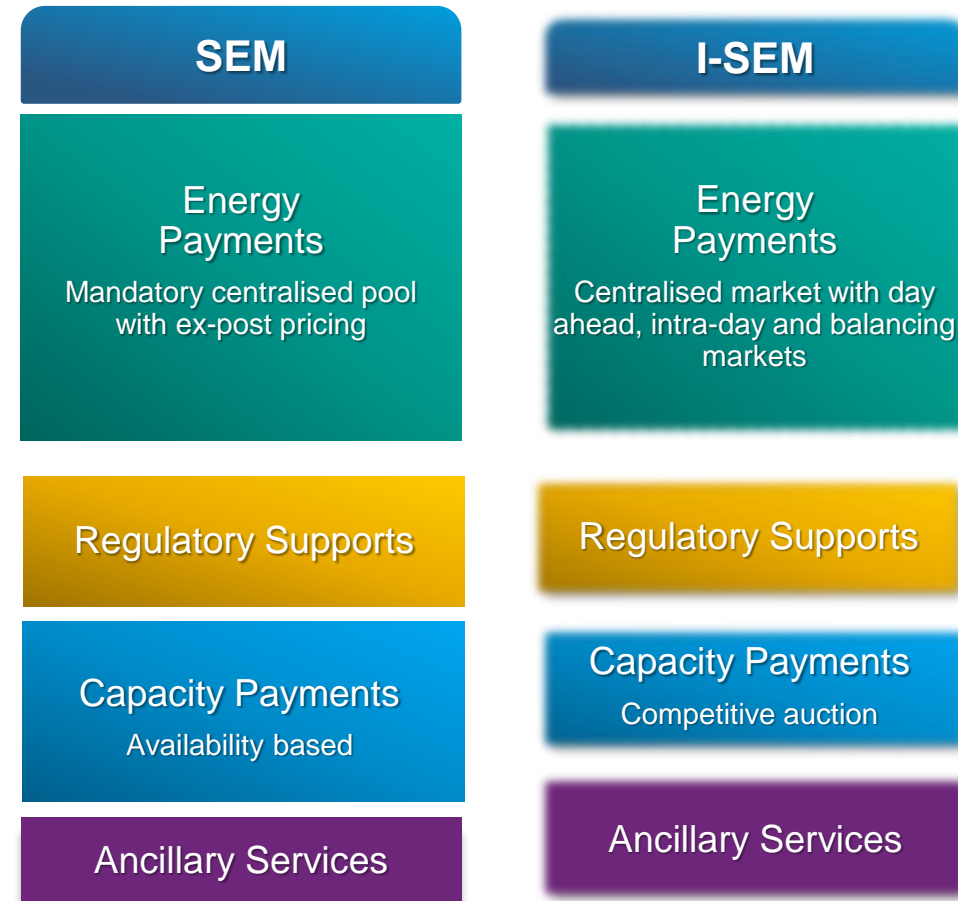 SEM
Energy
Payments
Mandatory centralised pool
with ex-post pricing
Regulatory Supports
Capacity Payments
Availability based
Ancillary Services
I-SEM
Energy
Payments
Centralised market with day
ahead, intra-day and balancing
markets
Regulatory Supports
Capacity Payments
Competitive auction
Ancillary Services